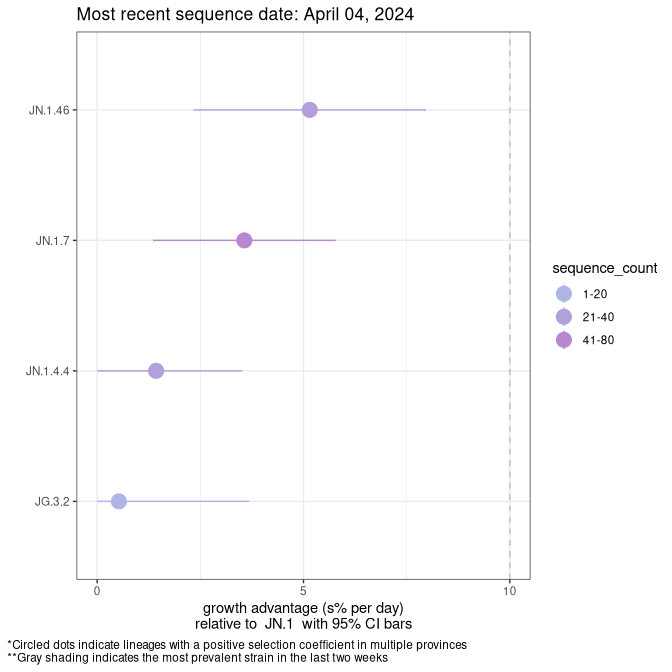 Most recent sequence date: April 04, 2024
JN.1.46
JN.1.7
JN.1.4.4
JG.3.2
0 5 10
growth advantage (s% per day)
relative to JN.1 with 95% CI bars
sequence_count
1-20
21-40
41-80
*Circled dots indicate lineages with a positive selection coefficient in multiple provinces
**Gray shading indicates the most prevalent strain in the last two weeks